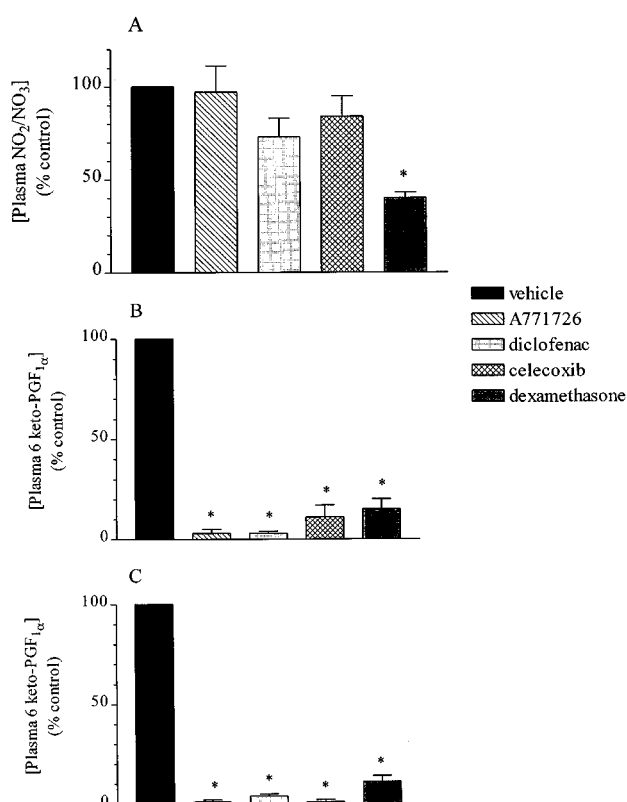 A
[Plasma NO2/NO3]
(% control)
100
50
0
*
vehicle
A771726
diclofenac
celecoxib
dexamethasone
B
[Plasma 6 keto-PGF1α]
(% control)
100
50
0
* * * *
C
[Plasma 6 keto-PGF1α]
(% control)
100
50
0
* * * *